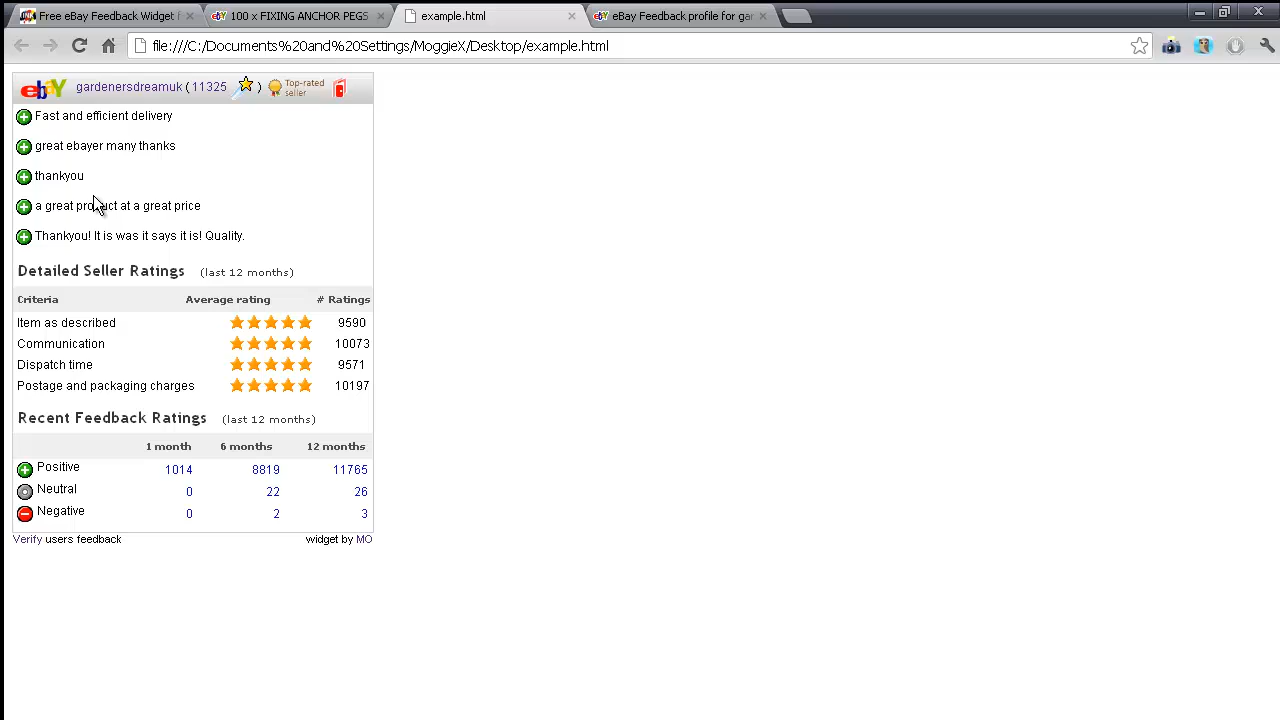 Free eBay Feedback Widget f
100 x FIXING ANCHOR PEGS
example.html
eBay Feedback profile for gar
file:///C:/Documents%20and%20Settings/MoggieX/Desktop/example.html
ebY gardenersdreamuk ( 11325 ) Top-rated seller
Fast and efficient delivery
great ebayer many thanks
thankyou
a great product at a great price
Thankyou! It is was it says it is! Quality.
Detailed Seller Ratings (last 12 months)
Criteria Average rating # Ratings
Item as described 9590
Communication 10073
Dispatch time 9571
Postage and packaging charges 10197
Recent Feedback Ratings (last 12 months)
1 month 6 months 12 months
Positive 1014 8819 11765
Neutral 0 22 26
Negative 0 2 3
Verify users feedback widget by MO